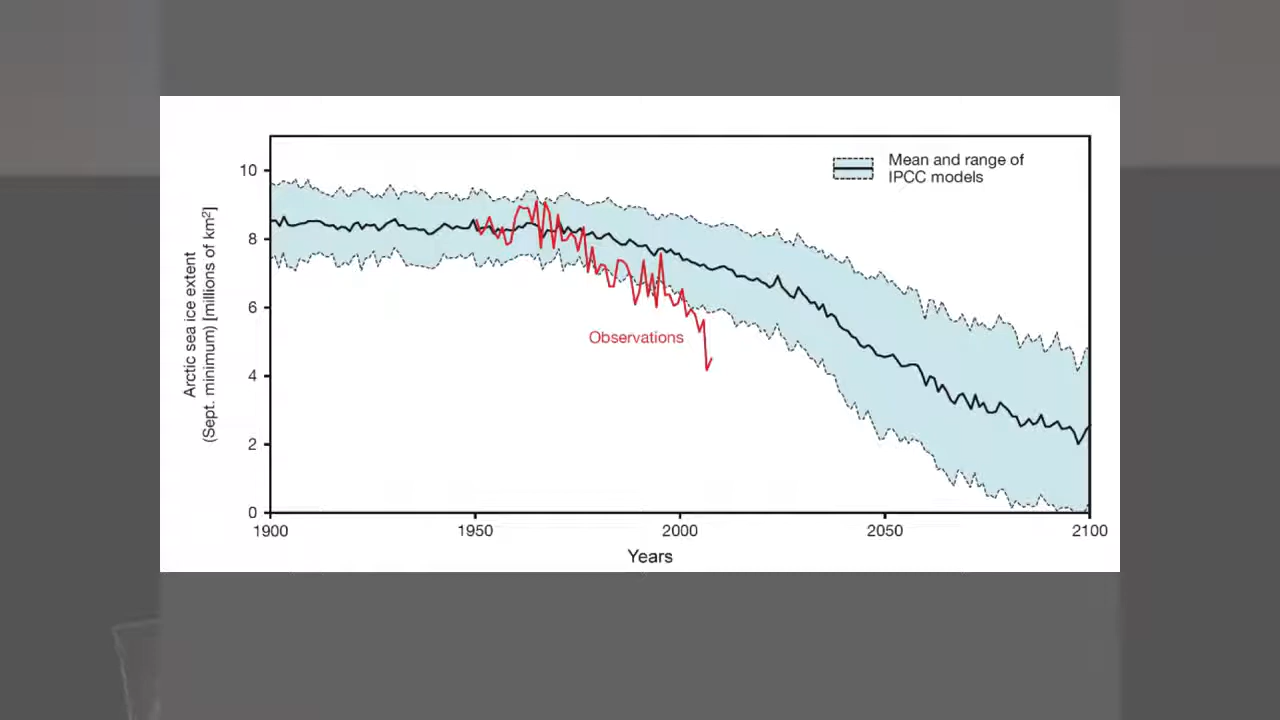 Mean and range of
IPCC models
10
8
6
4
2
0
Arctic sea ice extent
(Sept. minimum) [millions of km²]
Observations
1900
1950
2000
2050
2100
Years